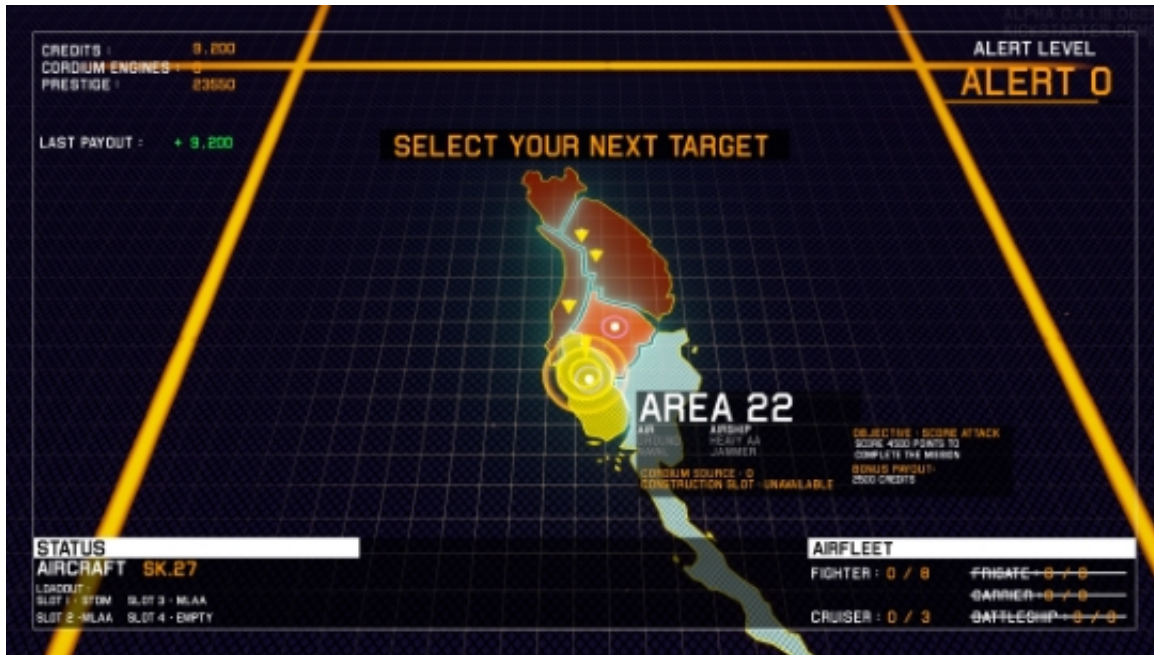 CREDITS : 9,200
CORDIUM ENGINES : 0
PRESTIGE : 23550
LAST PAYOUT : + 9,200
ALERT LEVEL
ALERT 0
SELECT YOUR NEXT TARGET
AREA 22
AIR AIRSHIP
GROUND HEAVY AA
NAVAL JAMMER
OBJECTIVE : SCORE ATTACK
SCORE 4500 POINTS TO
COMPLETE THE MISSION
BONUS PAYOUT:
2500 CREDITS
CORDIUM SOURCE : 0
CONSTRUCTION SLOT : UNAVAILABLE
STATUS
AIRCRAFT SK.27
LOADOUT :
SLOT 1 - STDM SLOT 3 - MLAA
SLOT 2 -MLAA SLOT 4 - EMPTY
AIRFLEET
FIGHTER : 0 / 8 FRIGATE : 0 / 0
CARRIER : 0 / 0
CRUISER : 0 / 3 BATTLESHIP : 0 / 0